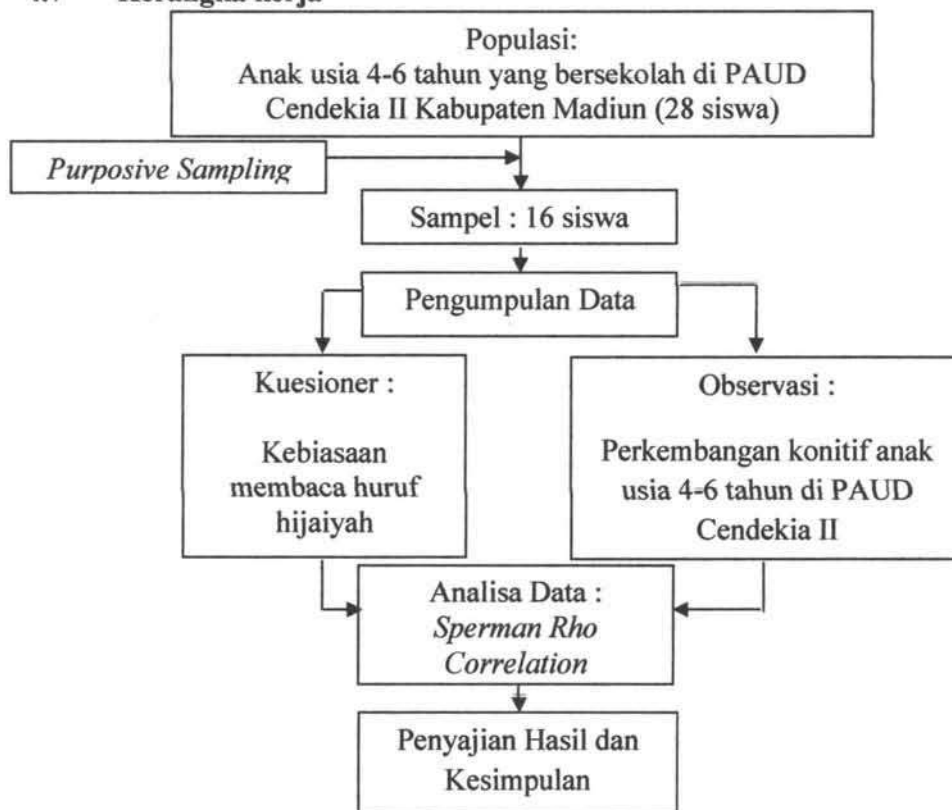 Kerangka kerja
Populasi:
Anak usia 4-6 tahun yang bersekolah di PAUD
Cendekia II Kabupaten Madiun (28 siswa)
Purposive Sampling
Sampel : 16 siswa
Pengumpulan Data
Kuesioner :
Kebiasaan
membaca huruf
hijaiyah
Observasi :
Perkembangan konitif anak
usia 4-6 tahun di PAUD
Cendekia II
Analisa Data :
Sperman Rho
Correlation
Penyajian Hasil dan
Kesimpulan